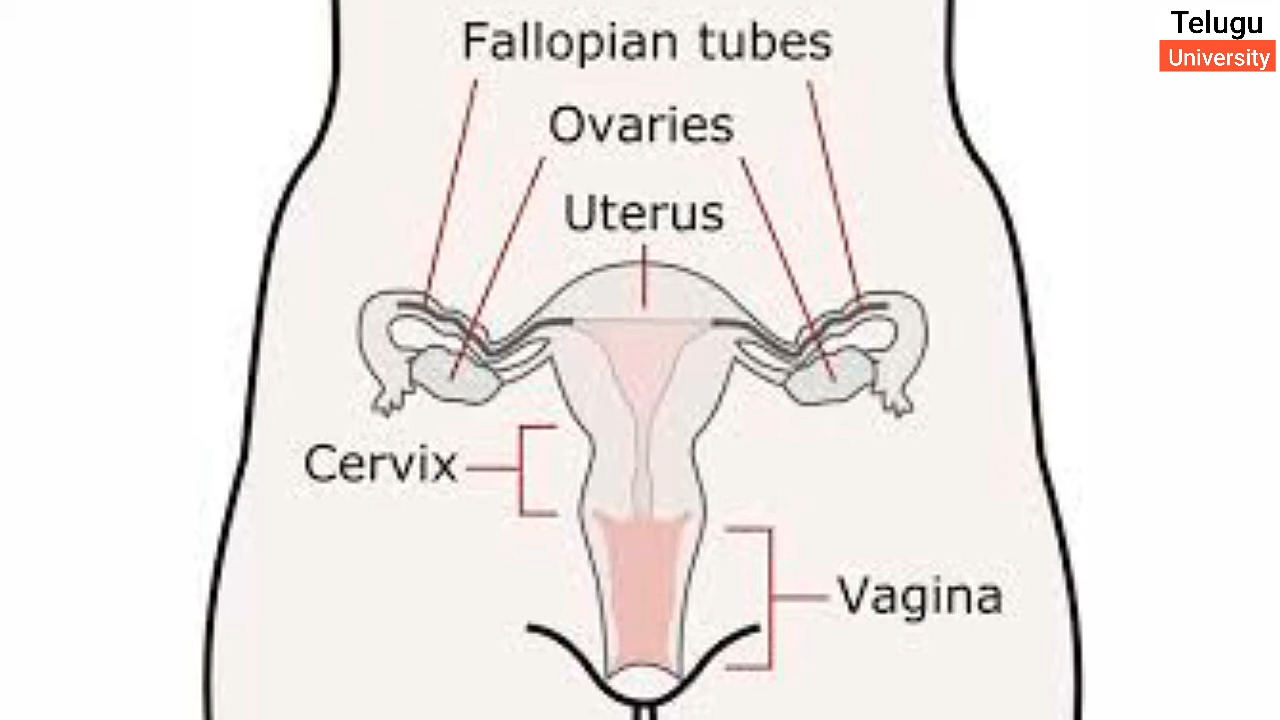 Telugu
University
Fallopian tubes
Ovaries
Uterus
Cervix
Vagina